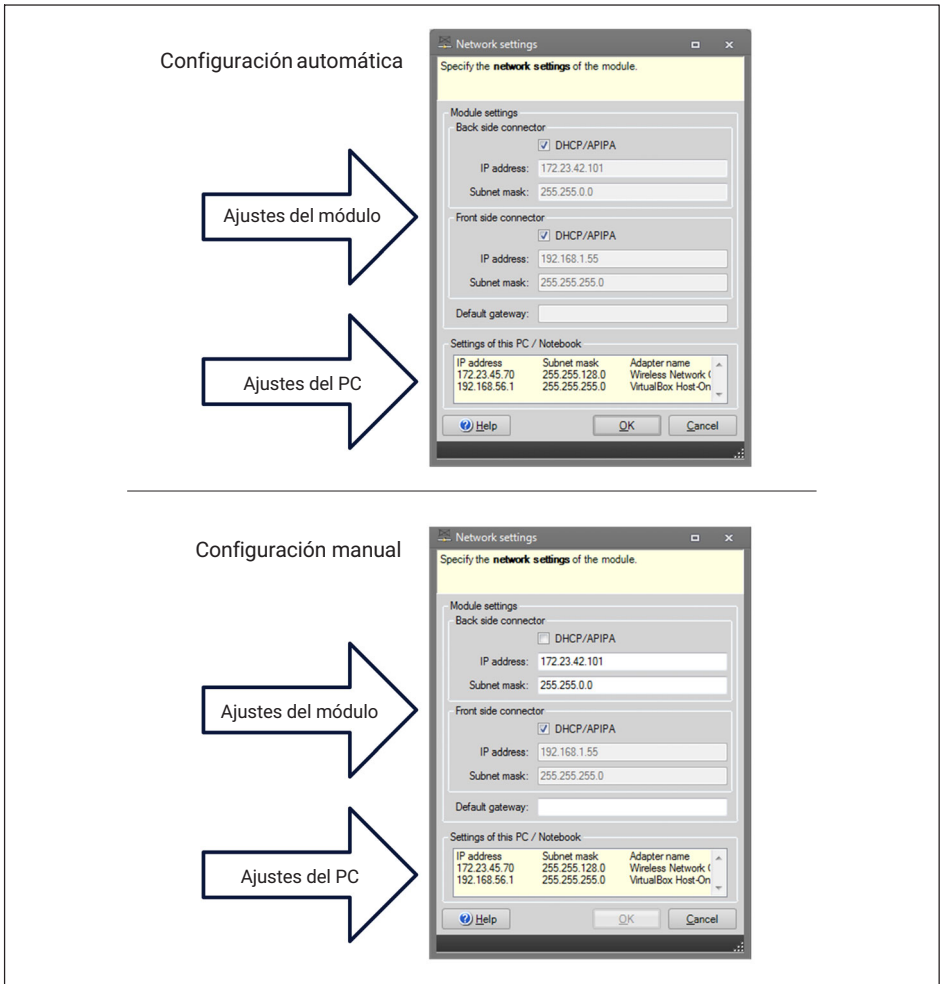 Configuración automática
Network settings
Specify the network settings of the module.
Module settings
Back side connector
DHCP/APIPA
IP address: 172.23.42.101
Subnet mask: 255.255.0.0
Ajustes del módulo
Front side connector
DHCP/APIPA
IP address: 192.168.1.55
Subnet mask: 255.255.255.0
Default gateway:
Settings of this PC / Notebook
IP address Subnet mask Adapter name
172.23.45.70 255.255.128.0 Wireless Network
192.168.56.1 255.255.255.0 VirtualBox Host-On
Ajustes del PC
Help OK Cancel
Configuración manual
Network settings
Specify the network settings of the module.
Module settings
Back side connector
DHCP/APIPA
IP address: 172.23.42.101
Subnet mask: 255.255.0.0
Ajustes del módulo
Front side connector
DHCP/APIPA
IP address: 192.168.1.55
Subnet mask: 255.255.255.0
Default gateway:
Settings of this PC / Notebook
IP address Subnet mask Adapter name
172.23.45.70 255.255.128.0 Wireless Network
192.168.56.1 255.255.255.0 VirtualBox Host-On
Ajustes del PC
Help OK Cancel